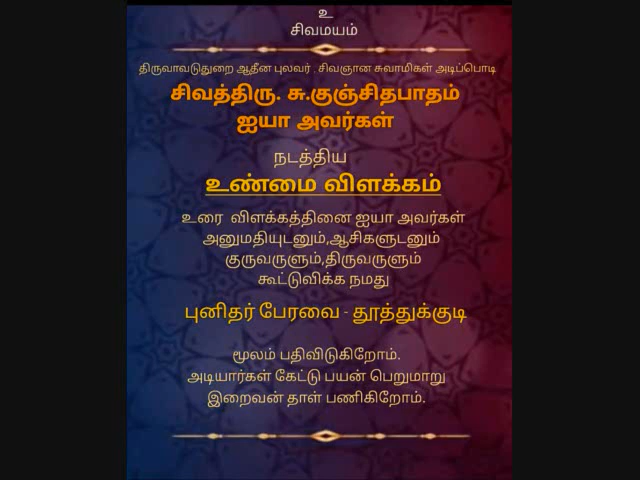 உ
சிவமயம்
திருவாவடுதுறை ஆதீன புலவர் . சிவஞான சுவாமிகள் அடிப்பொடி
சிவத்திரு. சு.குஞ்சிதபாதம்
ஐயா அவர்கள்
நடத்திய
உண்மை விளக்கம்
உரை விளக்கத்தினை ஐயா அவர்கள்
அனுமதியுடனும்,ஆசிகளுடனும்
குருவருளும்,திருவருளும்
கூட்டுவிக்க நமது
புனிதர் பேரவை - தூத்துக்குடி
மூலம் பதிவிடுகிறோம்.
அடியார்கள் கேட்டு பயன் பெறுமாறு
இறைவன் தாள் பணிகிறோம்.